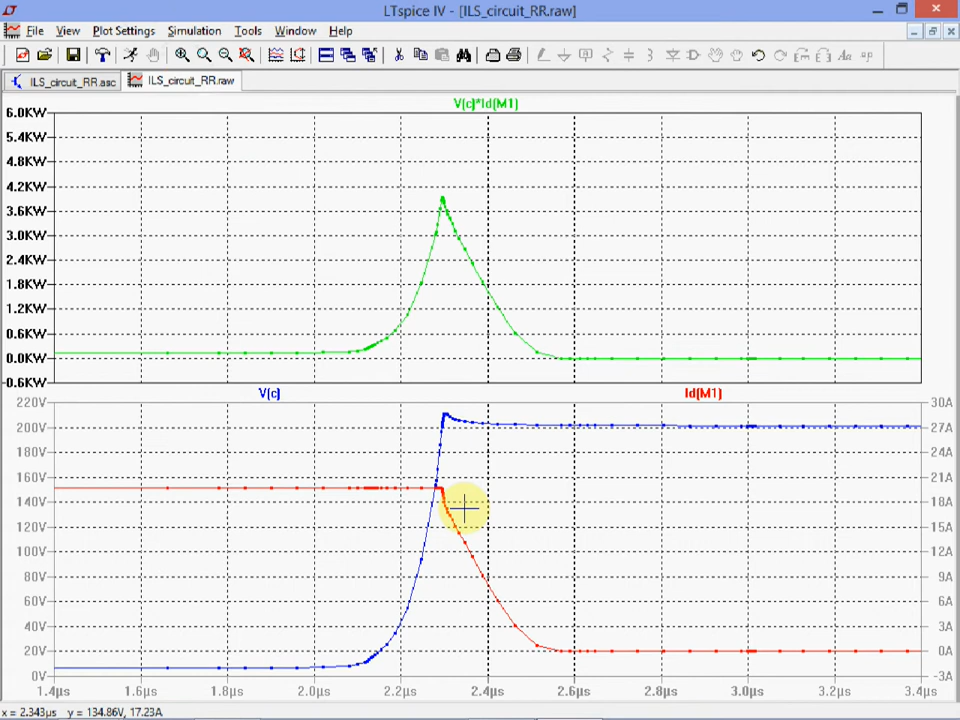 LTspice IV - [ILS_circuit_RR.raw]
File View Plot Settings Simulation Tools Window Help
ILS_circuit_RR.asc ILS_circuit_RR.raw
V(c)*Id(M1)
6.0KW
5.4KW
4.8KW
4.2KW
3.6KW
3.0KW
2.4KW
1.8KW
1.2KW
0.6KW
0.0KW
-0.6KW
V(c) Id(M1)
220V 30A
200V 27A
180V 24A
160V 21A
140V 18A
120V 15A
100V 12A
80V 9A
60V 6A
40V 3A
20V 0A
0V -3A
1.4µs 1.6µs 1.8µs 2.0µs 2.2µs 2.4µs 2.6µs 2.8µs 3.0µs 3.2µs 3.4µs
x = 2.343µs y = 134.86V, 17.23A